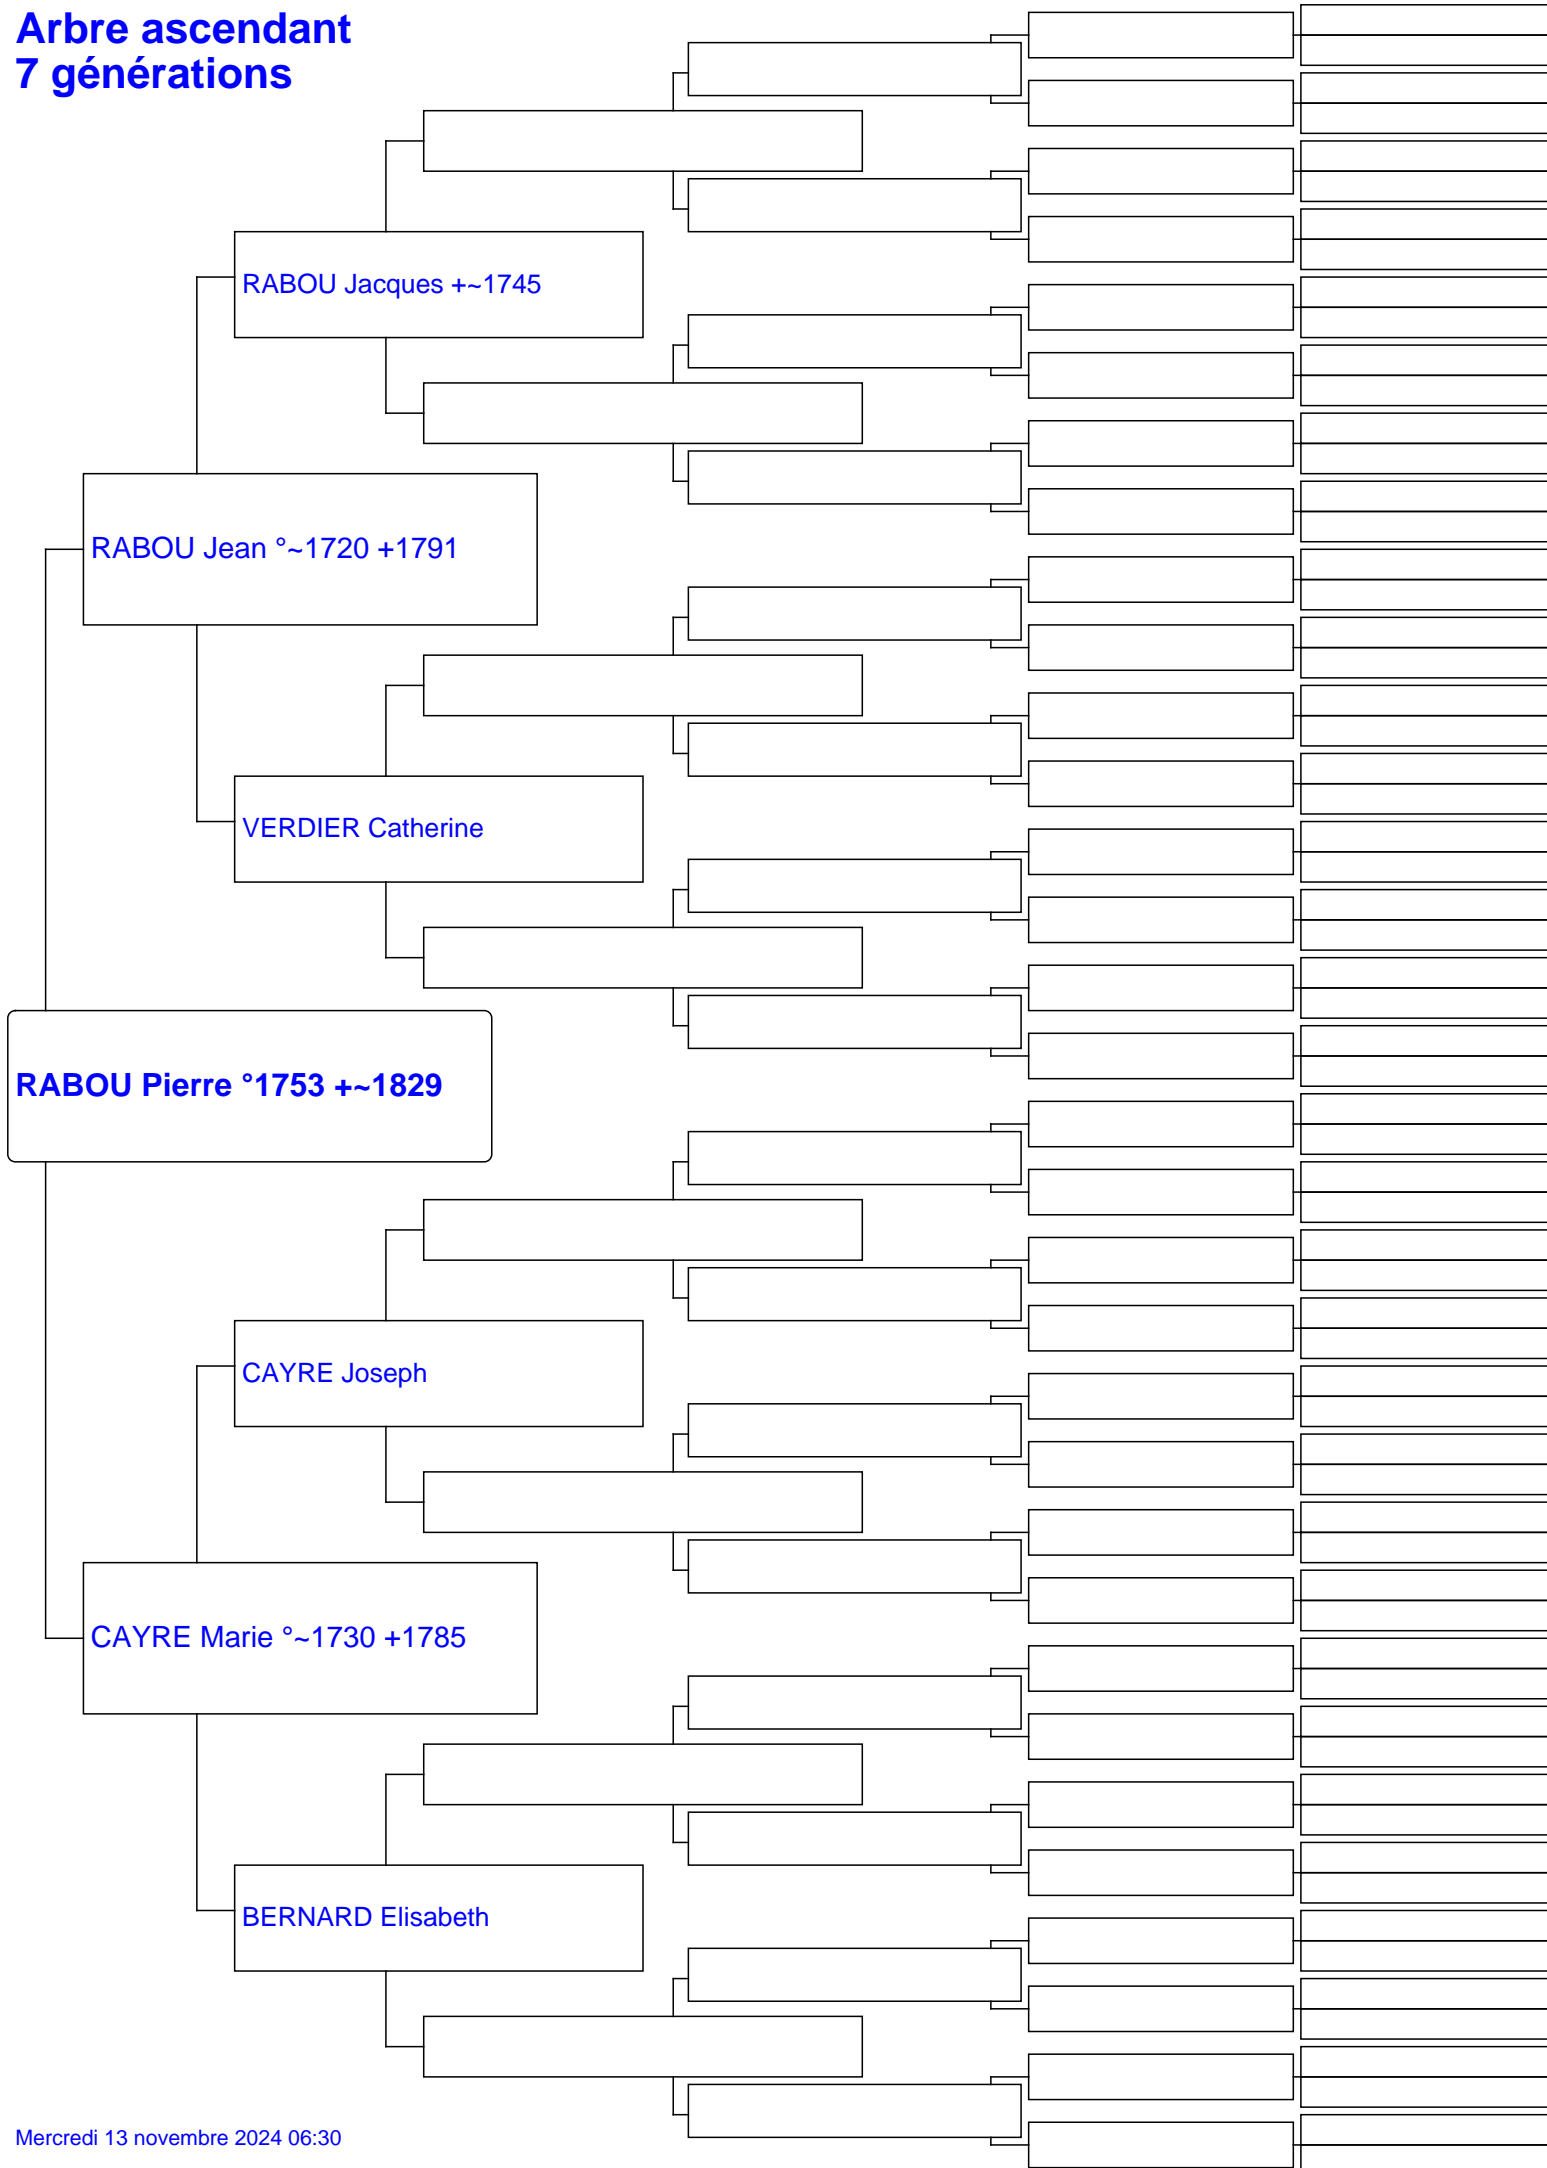 Arbre ascendant
7 générations
RABOU Jacques +~1745
RABOU Jean °~1720 +1791
VERDIER Catherine
RABOU Pierre °1753 +~1829
CAYRE Joseph
CAYRE Marie °~1730 +1785
BERNARD Elisabeth
Mercredi 13 novembre 2024 06:30